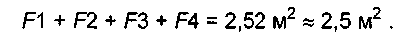 F1 + F2 + F3 + F4 = 2,52 м² ≈ 2,5 м² .